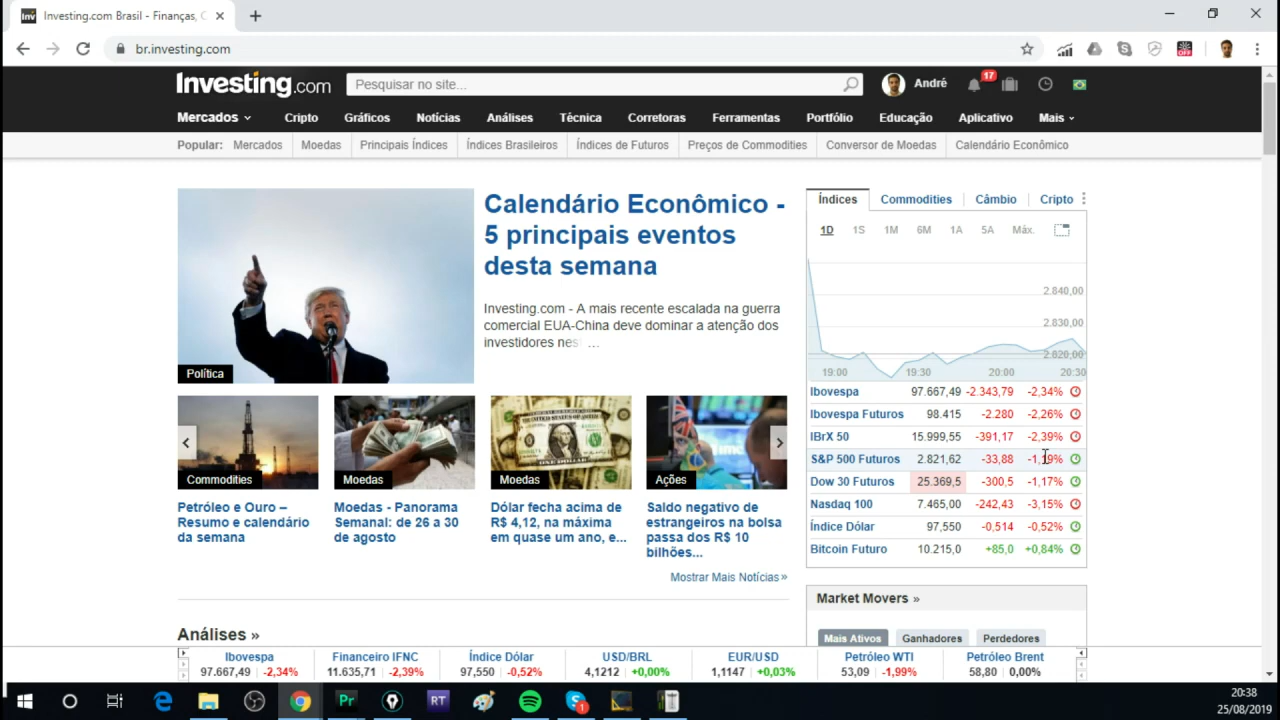 Investing.com Brasil - Finanças, C
br.investing.com
OFF
Investing.com
Pesquisar no site...
André
17
Mercados
Cripto
Gráficos
Notícias
Análises
Técnica
Corretoras
Ferramentas
Portfólio
Educação
Aplicativo
Mais
Popular: Mercados Moedas Principais Índices Índices Brasileiros Índices de Futuros Preços de Commodities Conversor de Moedas Calendário Econômico
Política
Calendário Econômico -
5 principais eventos
desta semana
Investing.com - A mais recente escalada na guerra
comercial EUA-China deve dominar a atenção dos
investidores nes ...
Commodities
Petróleo e Ouro –
Resumo e calendário
da semana
Moedas
Moedas - Panorama
Semanal: de 26 a 30
de agosto
Moedas
Dólar fecha acima de
R$ 4,12, na máxima
em quase um ano, e...
Ações
Saldo negativo de
estrangeiros na bolsa
passa dos R$ 10
bilhões...
Mostrar Mais Notícias »
Análises »
Índices Commodities Câmbio Cripto
1D 1S 1M 6M 1A 5A Máx.
2.840,00
2.830,00
2.820,00
19:00 19:30 20:00 20:30
Ibovespa 97.667,49 -2.343,79 -2,34%
Ibovespa Futuros 98.415 -2.280 -2,26%
IBrX 50 15.999,55 -391,17 -2,39%
S&P 500 Futuros 2.821,62 -33,88 -1,19%
Dow 30 Futuros 25.369,5 -300,5 -1,17%
Nasdaq 100 7.465,00 -242,43 -3,15%
Índice Dólar 97,550 -0,514 -0,52%
Bitcoin Futuro 10.215,0 +85,0 +0,84%
Market Movers »
Mais Ativos Ganhadores Perdedores
Ibovespa Financeiro IFNC Índice Dólar USD/BRL EUR/USD Petróleo WTI Petróleo Brent
97.667,49 -2,34% 11.635,71 -2,39% 97,550 -0,52% 4,1212 +0,00% 1,1147 +0,03% 53,09 -1,99% 58,80 0,00%
Pr
RT
1
20:38
25/08/2019